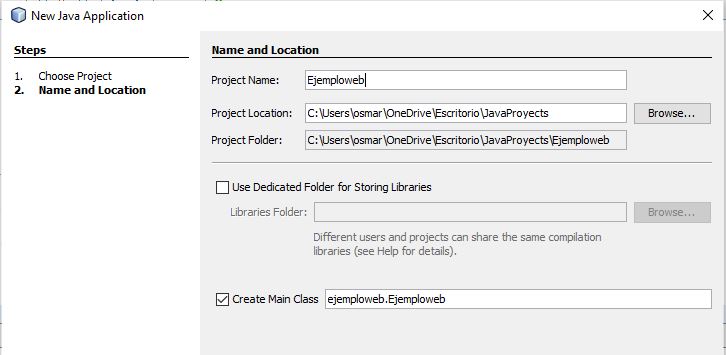 New Java Application
Steps
1. Choose Project
2. Name and Location
Name and Location
Project Name: Ejemploweb
Project Location: C:\Users\osmar\OneDrive\Escritorio\JavaProyects Browse...
Project Folder: C:\Users\osmar\OneDrive\Escritorio\JavaProyects\Ejemploweb
Use Dedicated Folder for Storing Libraries
Libraries Folder: Browse...
Different users and projects can share the same compilation
libraries (see Help for details).
Create Main Class ejemploweb.Ejemploweb